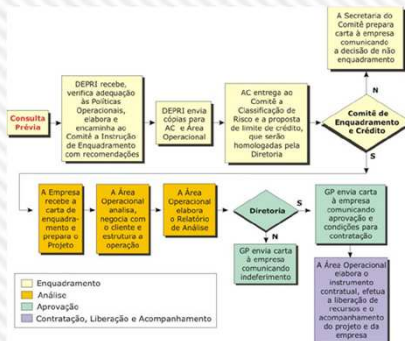 Consulta
Prévia
DEPRI recebe,
verifica adequação
às Políticas
Operacionais,
elabora e
encaminha ao
Comitê a Instrução
de Enquadramento
com recomendações
DEPRI envia
cópias para
AC e Área
Operacional
AC entrega ao
Comitê a
Classificação de
Risco e a proposta
de limite de crédito,
que serão
homologadas pela
Diretoria
A Secretaria do
Comitê prepara
carta à empresa
comunicando
a decisão de não
enquadramento
N
Comitê de
Enquadramento
e Crédito
S
A Empresa
recebe a
carta de
enquadra-
mento e
prepara o
Projeto
A Área
Operacional
analisa,
negocia com
o cliente e
estrutura a
operação
A Área
Operacional
elabora o
Relatório
de Análise
Diretoria
S
N
GP envia carta
à empresa
comunicando
aprovação e
condições para
contratação
GP envia carta
à empresa
comunicando
indeferimento
A Área Operacional
elabora o
instrumento
contratual, efetua
a liberação de
recursos e o
acompanhamento
do projeto e da
empresa
Enquadramento
Análise
Aprovação
Contratação, Liberação e Acompanhamento